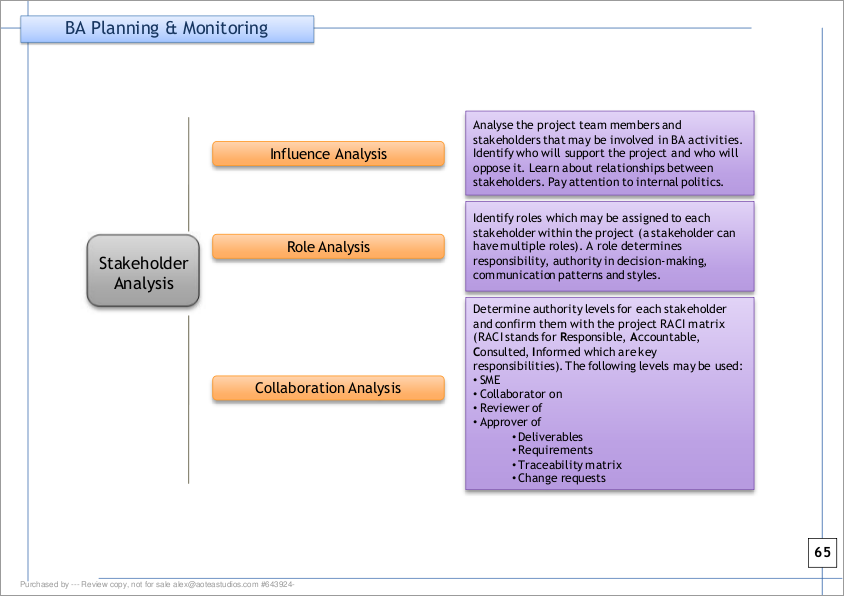 BA Planning & Monitoring
Stakeholder
Analysis
Influence Analysis
Analyse the project team members and
stakeholders that may be involved in BA activities.
Identify who will support the project and who will
oppose it. Learn about relationships between
stakeholders. Pay attention to internal politics.
Role Analysis
Identify roles which may be assigned to each
stakeholder within the project (a stakeholder can
have multiple roles). A role determines
responsibility, authority in decision-making,
communication patterns and styles.
Collaboration Analysis
Determine authority levels for each stakeholder
and confirm them with the project RACI matrix
(RACI stands for Responsible, Accountable,
Consulted, Informed which are key
responsibilities). The following levels may be used:
• SME
• Collaborator on
• Reviewer of
• Approver of
• Deliverables
• Requirements
• Traceability matrix
• Change requests
65
Purchased by --- Review copy, not for sale alex@aoteastudios.com #643924-